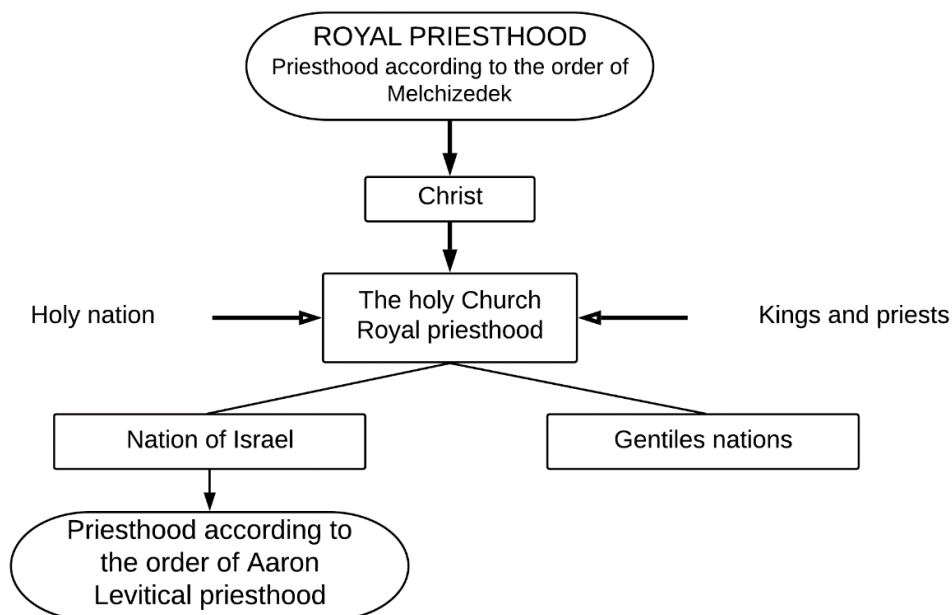 ROYAL PRIESTHOOD
Priesthood according to the order of
Melchizedek
Christ
The holy Church
Royal priesthood
Holy nation
Kings and priests
Nation of Israel
Gentiles nations
Priesthood according to
the order of Aaron
Levitical priesthood